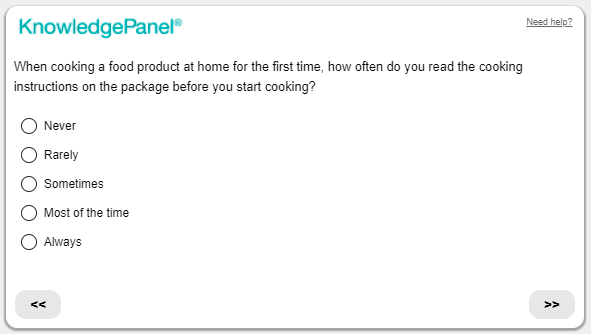 KnowledgePanel®
Need help?
When cooking a food product at home for the first time, how often do you read the cooking
instructions on the package before you start cooking?
Never
Rarely
Sometimes
Most of the time
Always
<<
>>